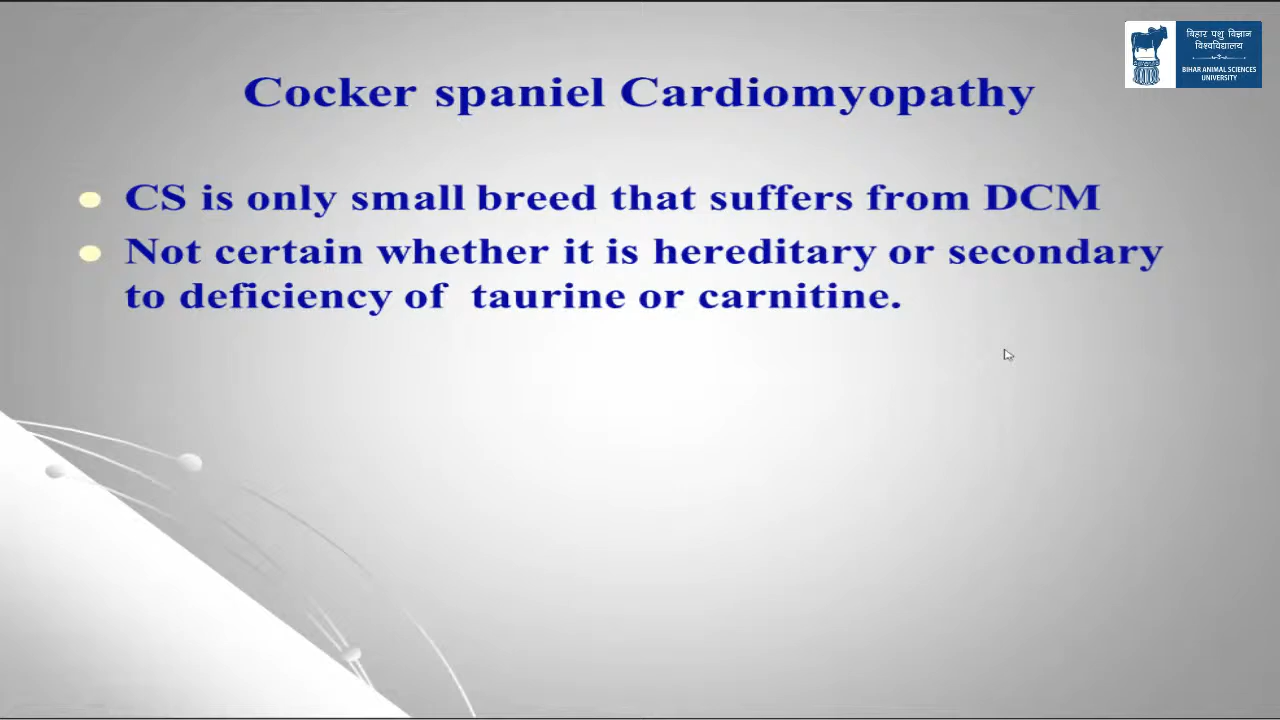 बिहार पशु विज्ञान
विश्वविद्यालय
BIHAR ANIMAL SCIENCES
UNIVERSITY
Cocker spaniel Cardiomyopathy
CS is only small breed that suffers from DCM
Not certain whether it is hereditary or secondary
to deficiency of taurine or carnitine.